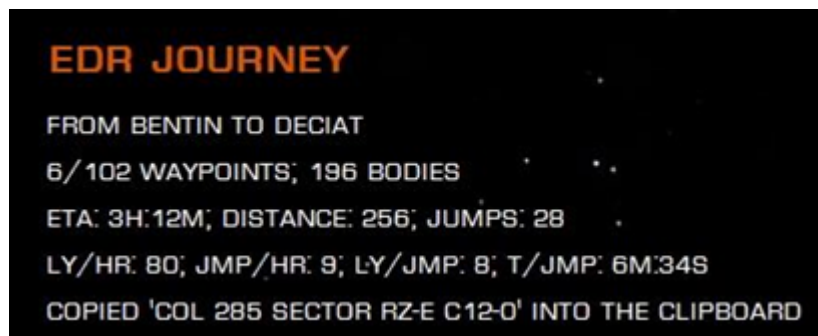 EDR JOURNEY
FROM BENTIN TO DECIAT
6/102 WAYPOINTS; 196 BODIES
ETA: 3H:12M; DISTANCE: 256; JUMPS: 28
LY/HR: 80; JMP/HR: 9; LY/JMP: 8; T/JMP: 6M:34S
COPIED 'COL 285 SECTOR RZ-E C12-0' INTO THE CLIPBOARD